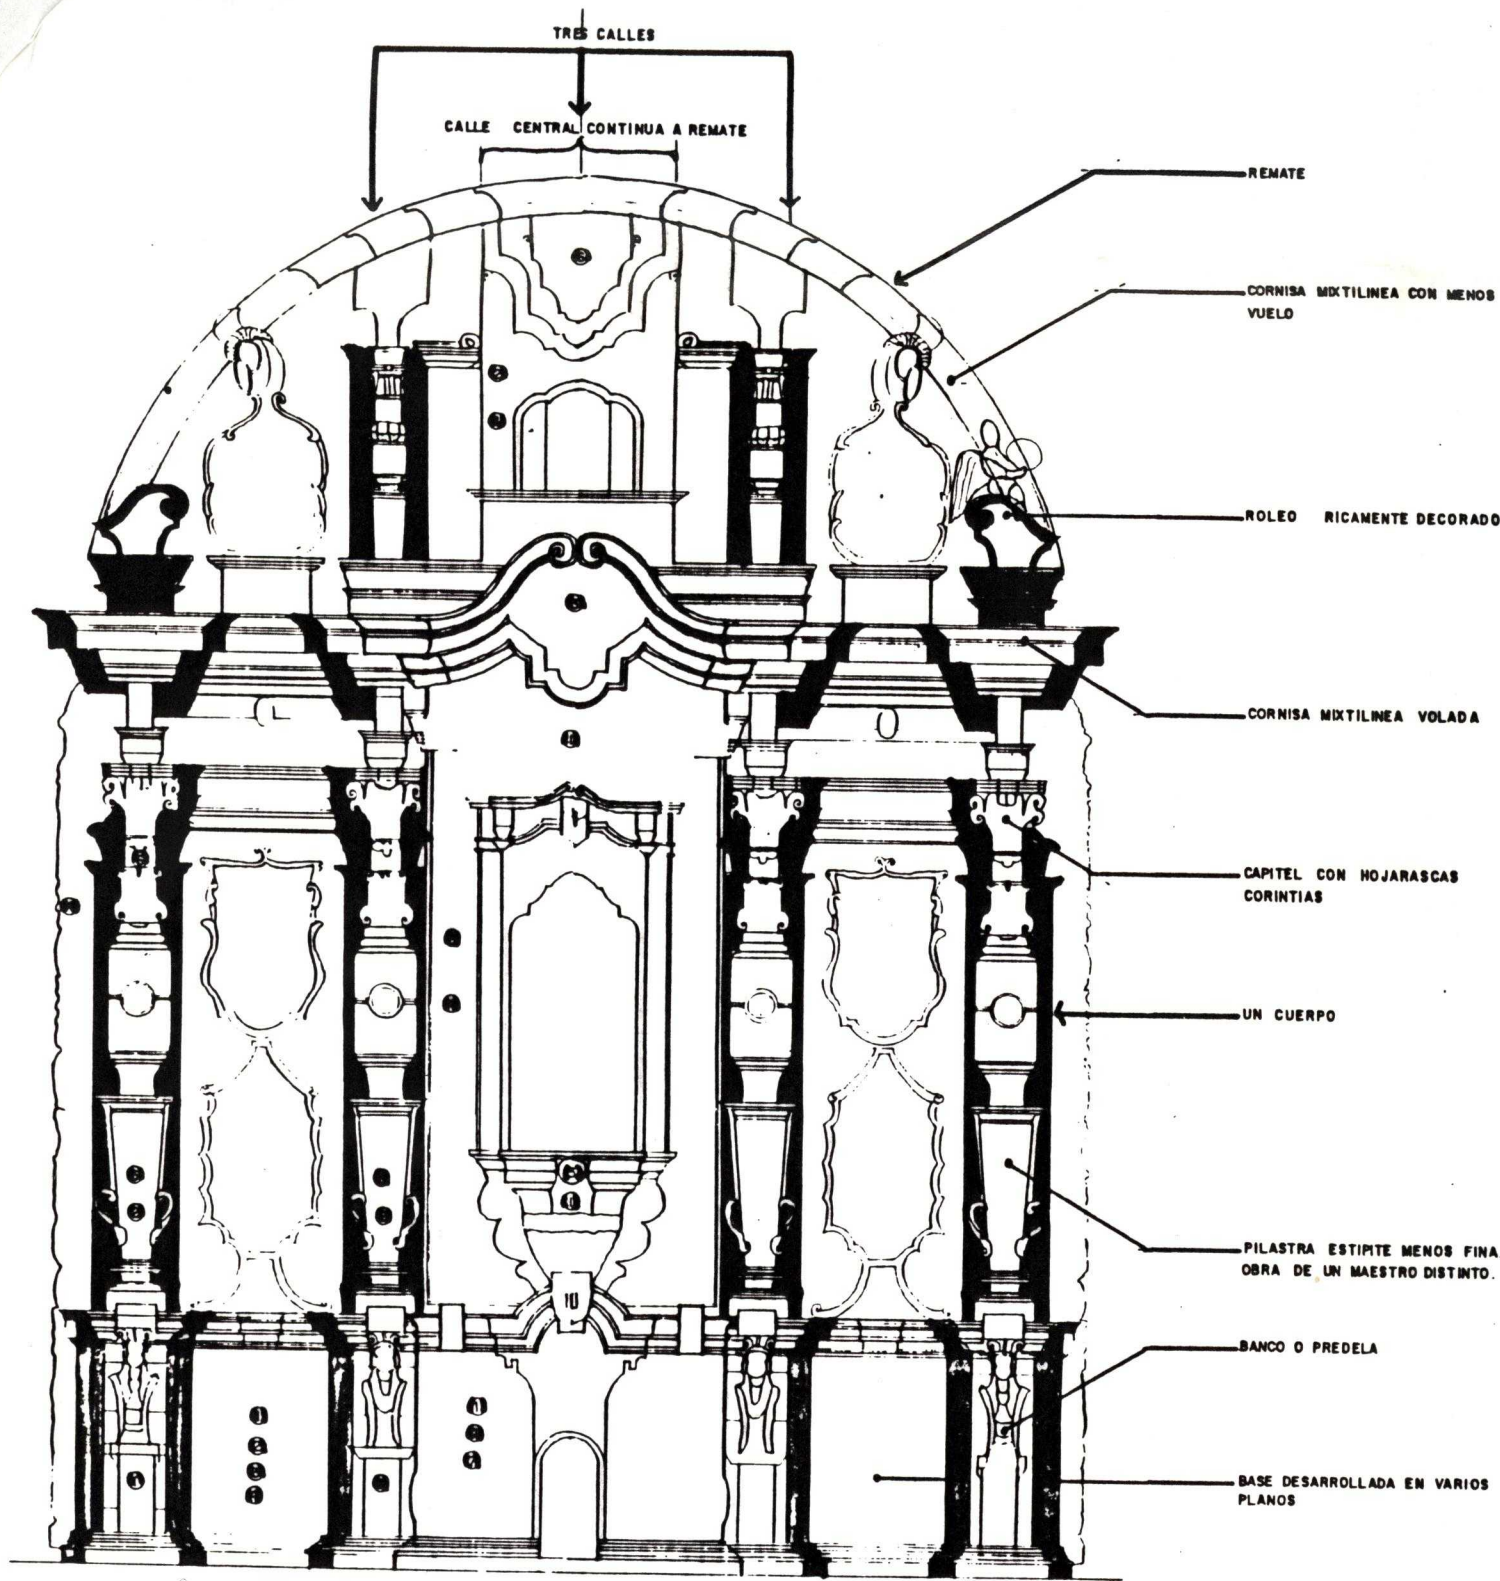 TRES CALLES
CALLE CENTRAL CONTINUA A REMATE
REMATE
CORNISA MIXTILINEA CON MENOS
VUELO
ROLEO RICAMENTE DECORADO
CORNISA MIXTILINEA VOLADA
CAPITEL CON HOJARASCAS
CORINTIAS
UN CUERPO
PILASTRA ESTIPITE MENOS FINA
OBRA DE UN MAESTRO DISTINTO.
BANCO O PREDELA
BASE DESARROLLADA EN VARIOS
PLANOS